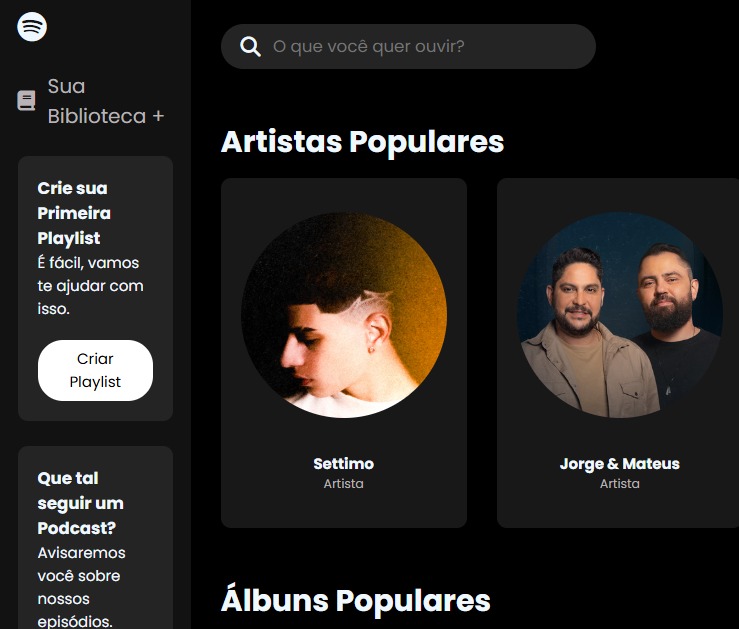 Sua
Biblioteca +
Crie sua
Primeira
Playlist
É fácil, vamos
te ajudar com
isso.
Criar
Playlist
Que tal
seguir um
Podcast?
Avisaremos
você sobre
nossos
episódios.
O que você quer ouvir?
Artistas Populares
Settimo
Artista
Jorge & Mateus
Artista
Álbuns Populares